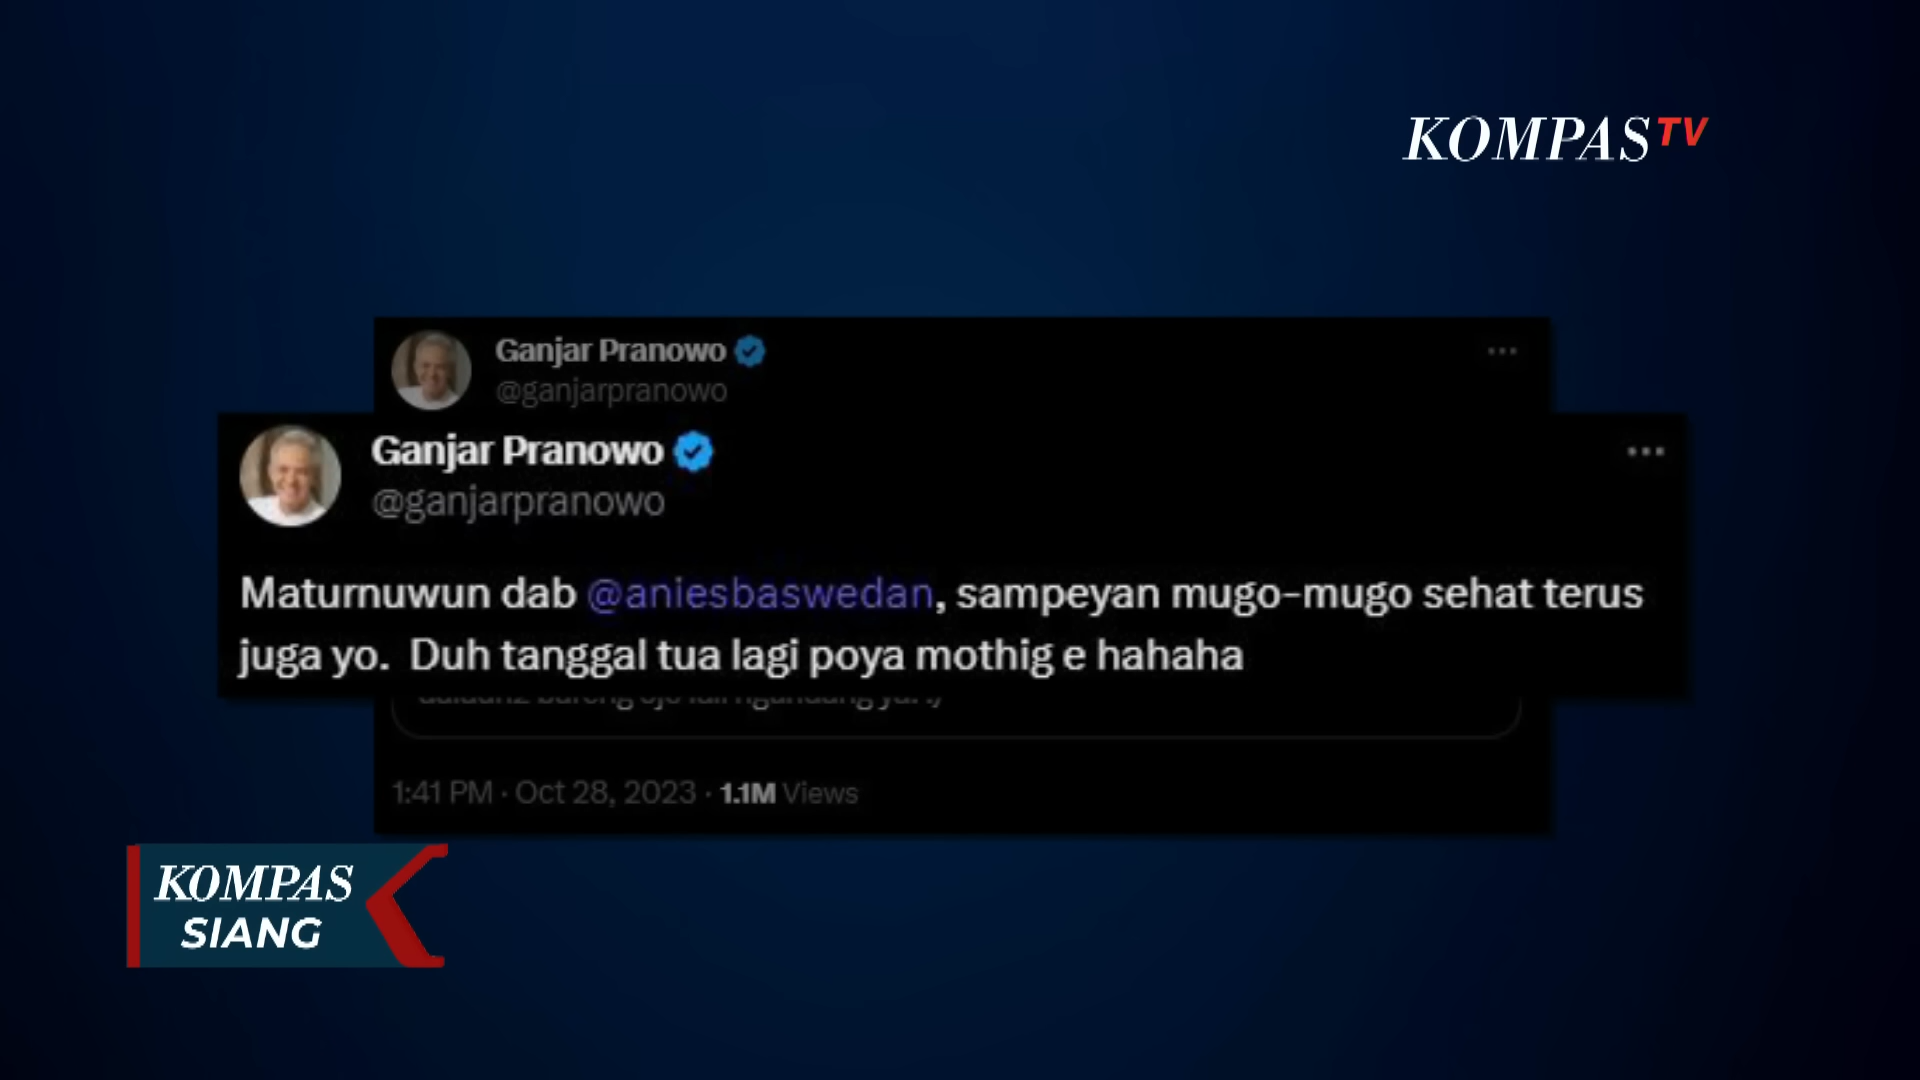 KOMPAS TV
Ganjar Pranowo
@ganjarpranowo
Ganjar Pranowo
@ganjarpranowo
Maturnuwun dab @aniesbaswedan, sampeyan mugo-mugo sehat terus
juga yo. Duh tanggal tua lagi poya mothig e hahaha
1:41 PM · Oct 28, 2023 · 1.1M Views
KOMPAS
SIANG